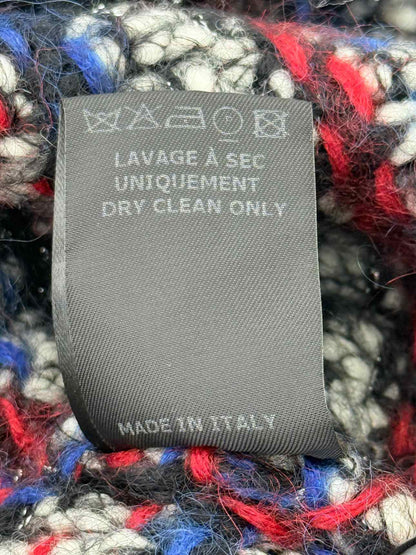 LAVAGE À SEC
UNIQUEMENT
DRY CLEAN ONLY
MADE IN ITALY